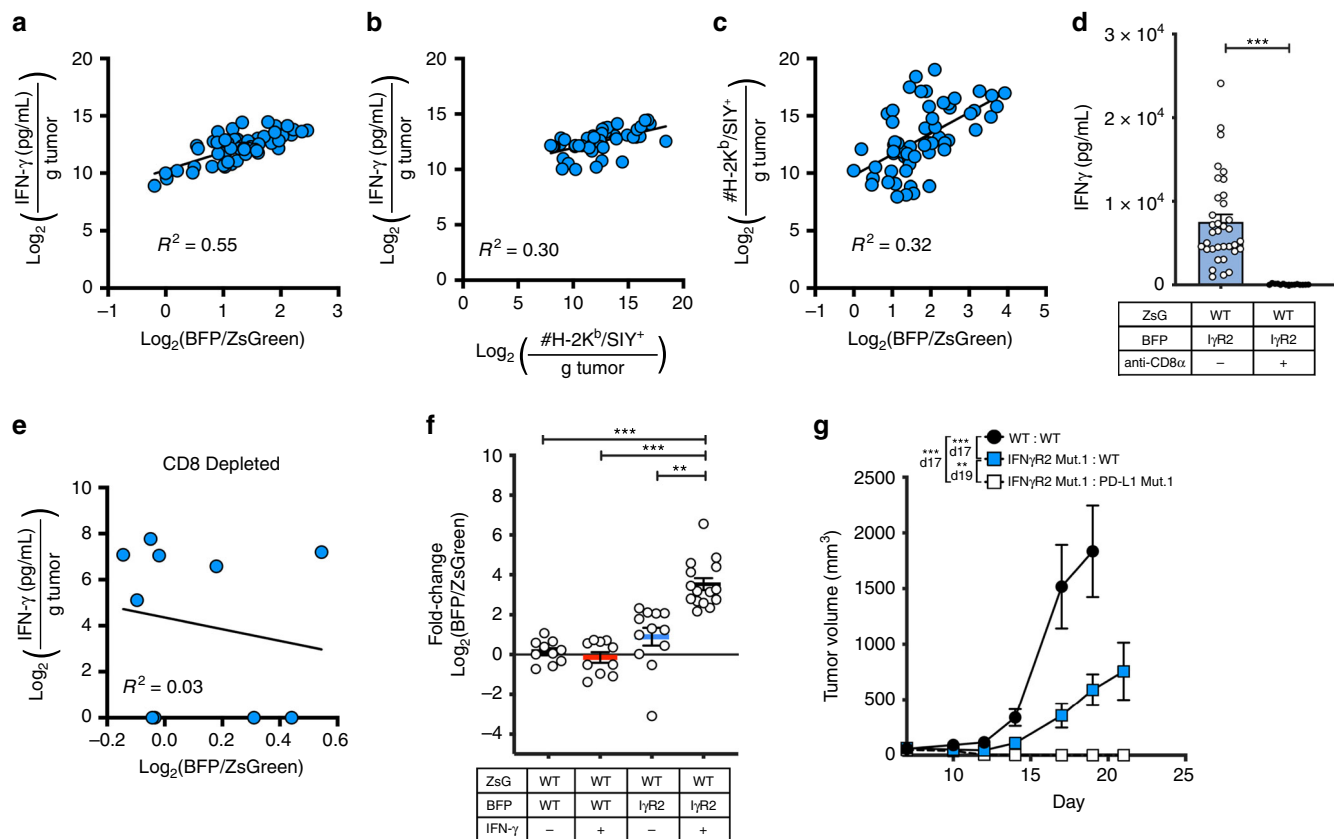 a
Log2 ( IFN-γ (pg/mL) / g tumor )
20
15
10
5
0
R2 = 0.55
–1 0 1 2 3
Log2(BFP/ZsGreen)
b
Log2 ( IFN-γ (pg/mL) / g tumor )
20
15
10
5
0
R2 = 0.30
0 5 10 15 20
Log2 ( #H-2Kb/SIY+ / g tumor )
c
Log2 ( #H-2Kb/SIY+ / g tumor )
20
15
10
5
0
R2 = 0.32
–1 0 1 2 3 4 5
Log2(BFP/ZsGreen)
d
IFNγ (pg/mL)
3 × 10^4
2 × 10^4
1 × 10^4
0
***
ZsG WT WT
BFP IγR2 IγR2
anti-CD8α – +
e
CD8 Depleted
Log2 ( IFN-γ (pg/mL) / g tumor )
10
8
6
4
2
0
R2 = 0.03
–0.2 0.0 0.2 0.4 0.6
Log2(BFP/ZsGreen)
f
Fold-change
Log2(BFP/ZsGreen)
10
8
6
4
2
0
–2
–4
***
***
**
ZsG WT WT WT WT
BFP WT WT IγR2 IγR2
IFN-γ – + – +
g
*** d17
*** d17
** d19
WT : WT
IFNγR2 Mut.1 : WT
IFNγR2 Mut.1 : PD-L1 Mut.1
Tumor volume (mm3)
2500
2000
1500
1000
500
0
10 15 20 25
Day